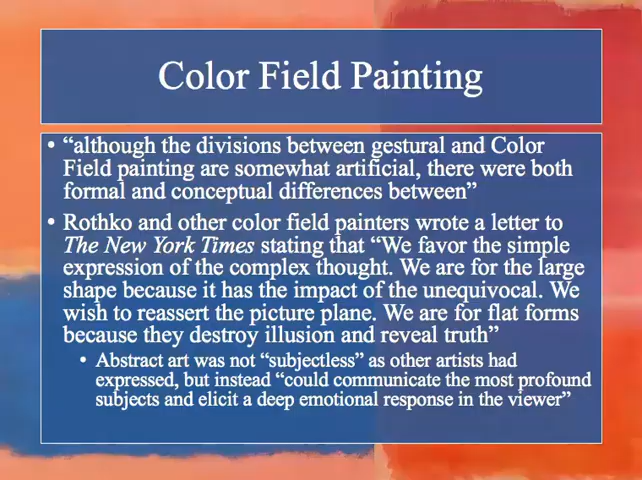 Color Field Painting
• “although the divisions between gestural and Color
Field painting are somewhat artificial, there were both
formal and conceptual differences between”
• Rothko and other color field painters wrote a letter to
The New York Times stating that “We favor the simple
expression of the complex thought. We are for the large
shape because it has the impact of the unequivocal. We
wish to reassert the picture plane. We are for flat forms
because they destroy illusion and reveal truth”
• Abstract art was not “subjectless” as other artists had
expressed, but instead “could communicate the most profound
subjects and elicit a deep emotional response in the viewer”